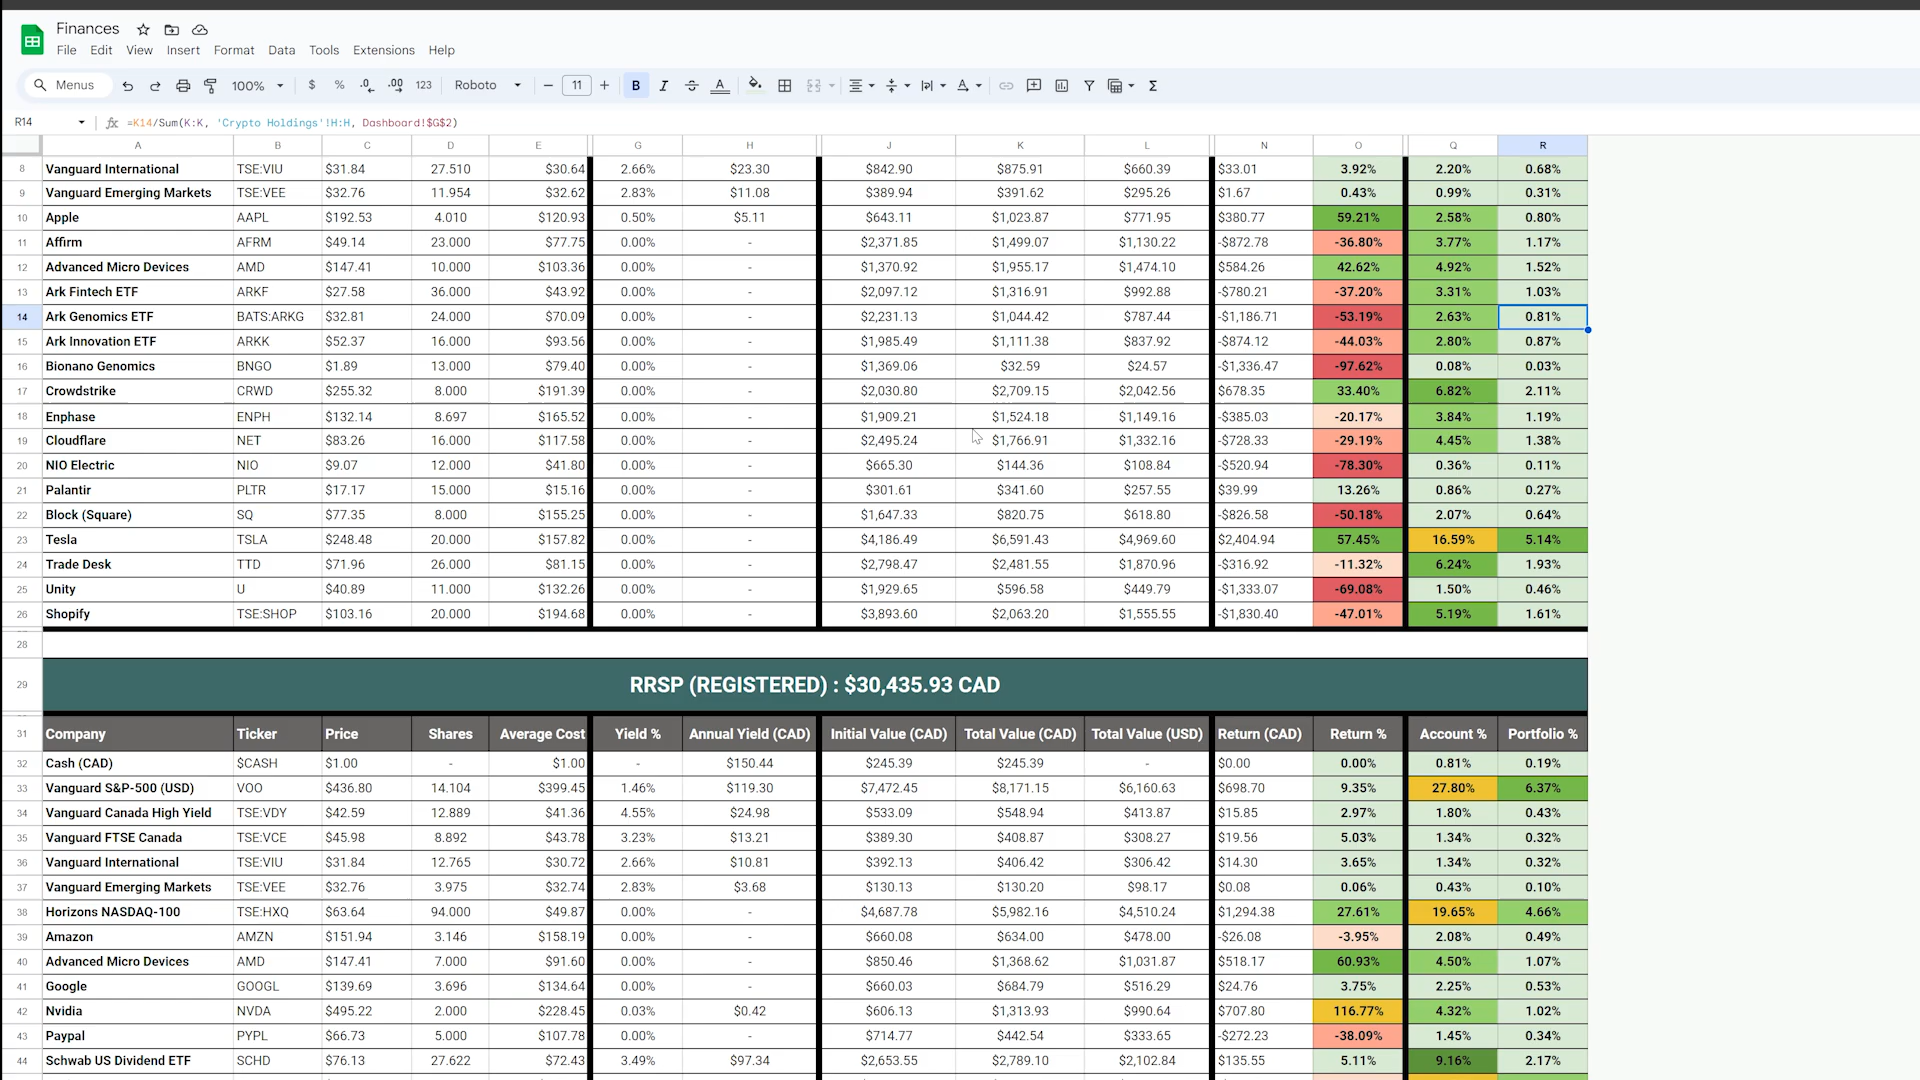 Finances
File Edit View Insert Format Data Tools Extensions Help
Menus 100% $ % .0 .00 123 Roboto 11 B I A Σ
R14 fx =K14/Sum(K:K, 'Crypto Holdings'!H:H, Dashboard!$G$2)
A B C D E G H J K L N O Q R
8 Vanguard International TSE:VIU $31.84 27.510 $30.64 2.66% $23.30 $842.90 $875.91 $660.39 $33.01 3.92% 2.20% 0.68%
9 Vanguard Emerging Markets TSE:VEE $32.76 11.954 $32.62 2.83% $11.08 $389.94 $391.62 $295.26 $1.67 0.43% 0.99% 0.31%
10 Apple AAPL $192.53 4.010 $120.93 0.50% $5.11 $643.11 $1,023.87 $771.95 $380.77 59.21% 2.58% 0.80%
11 Affirm AFRM $49.14 23.000 $77.75 0.00% - $2,371.85 $1,499.07 $1,130.22 -$872.78 -36.80% 3.77% 1.17%
12 Advanced Micro Devices AMD $147.41 10.000 $103.36 0.00% - $1,370.92 $1,955.17 $1,474.10 $584.26 42.62% 4.92% 1.52%
13 Ark Fintech ETF ARKF $27.58 36.000 $43.92 0.00% - $2,097.12 $1,316.91 $992.88 -$780.21 -37.20% 3.31% 1.03%
14 Ark Genomics ETF BATS:ARKG $32.81 24.000 $70.09 0.00% - $2,231.13 $1,044.42 $787.44 -$1,186.71 -53.19% 2.63% 0.81%
15 Ark Innovation ETF ARKK $52.37 16.000 $93.56 0.00% - $1,985.49 $1,111.38 $837.92 -$874.12 -44.03% 2.80% 0.87%
16 Bionano Genomics BNGO $1.89 13.000 $79.40 0.00% - $1,369.06 $32.59 $24.57 -$1,336.47 -97.62% 0.08% 0.03%
17 Crowdstrike CRWD $255.32 8.000 $191.39 0.00% - $2,030.80 $2,709.15 $2,042.56 $678.35 33.40% 6.82% 2.11%
18 Enphase ENPH $132.14 8.697 $165.52 0.00% - $1,909.21 $1,524.18 $1,149.16 -$385.03 -20.17% 3.84% 1.19%
19 Cloudflare NET $83.26 16.000 $117.58 0.00% - $2,495.24 $1,766.91 $1,332.16 -$728.33 -29.19% 4.45% 1.38%
20 NIO Electric NIO $9.07 12.000 $41.80 0.00% - $665.30 $144.36 $108.84 -$520.94 -78.30% 0.36% 0.11%
21 Palantir PLTR $17.17 15.000 $15.16 0.00% - $301.61 $341.60 $257.55 $39.99 13.26% 0.86% 0.27%
22 Block (Square) SQ $77.35 8.000 $155.25 0.00% - $1,647.33 $820.75 $618.80 -$826.58 -50.18% 2.07% 0.64%
23 Tesla TSLA $248.48 20.000 $157.82 0.00% - $4,186.49 $6,591.43 $4,969.60 $2,404.94 57.45% 16.59% 5.14%
24 Trade Desk TTD $71.96 26.000 $81.15 0.00% - $2,798.47 $2,481.55 $1,870.96 -$316.92 -11.32% 6.24% 1.93%
25 Unity U $40.89 11.000 $132.26 0.00% - $1,929.65 $596.58 $449.79 -$1,333.07 -69.08% 1.50% 0.46%
26 Shopify TSE:SHOP $103.16 20.000 $194.68 0.00% - $3,893.60 $2,063.20 $1,555.55 -$1,830.40 -47.01% 5.19% 1.61%
28
29 RRSP (REGISTERED) : $30,435.93 CAD
31 Company Ticker Price Shares Average Cost Yield % Annual Yield (CAD) Initial Value (CAD) Total Value (CAD) Total Value (USD) Return (CAD) Return % Account % Portfolio %
32 Cash (CAD) $CASH $1.00 - $1.00 - $150.44 $245.39 $245.39 - $0.00 0.00% 0.81% 0.19%
33 Vanguard S&P-500 (USD) VOO $436.80 14.104 $399.45 1.46% $119.30 $7,472.45 $8,171.15 $6,160.63 $698.70 9.35% 27.80% 6.37%
34 Vanguard Canada High Yield TSE:VDY $42.59 12.889 $41.36 4.55% $24.98 $533.09 $548.94 $413.87 $15.85 2.97% 1.80% 0.43%
35 Vanguard FTSE Canada TSE:VCE $45.98 8.892 $43.78 3.23% $13.21 $389.30 $408.87 $308.27 $19.56 5.03% 1.34% 0.32%
36 Vanguard International TSE:VIU $31.84 12.765 $30.72 2.66% $10.81 $392.13 $406.42 $306.42 $14.30 3.65% 1.34% 0.32%
37 Vanguard Emerging Markets TSE:VEE $32.76 3.975 $32.74 2.83% $3.68 $130.13 $130.20 $98.17 $0.08 0.06% 0.43% 0.10%
38 Horizons NASDAQ-100 TSE:HXQ $63.64 94.000 $49.87 0.00% - $4,687.78 $5,982.16 $4,510.24 $1,294.38 27.61% 19.65% 4.66%
39 Amazon AMZN $151.94 3.146 $158.19 0.00% - $660.08 $634.00 $478.00 -$26.08 -3.95% 2.08% 0.49%
40 Advanced Micro Devices AMD $147.41 7.000 $91.60 0.00% - $850.46 $1,368.62 $1,031.87 $518.17 60.93% 4.50% 1.07%
41 Google GOOGL $139.69 3.696 $134.64 0.00% - $660.03 $684.79 $516.29 $24.76 3.75% 2.25% 0.53%
42 Nvidia NVDA $495.22 2.000 $228.45 0.03% $0.42 $606.13 $1,313.93 $990.64 $707.80 116.77% 4.32% 1.02%
43 Paypal PYPL $66.73 5.000 $107.78 0.00% - $714.77 $442.54 $333.65 -$272.23 -38.09% 1.45% 0.34%
44 Schwab US Dividend ETF SCHD $76.13 27.622 $72.43 3.49% $97.34 $2,653.55 $2,789.10 $2,102.84 $135.55 5.11% 9.16% 2.17%